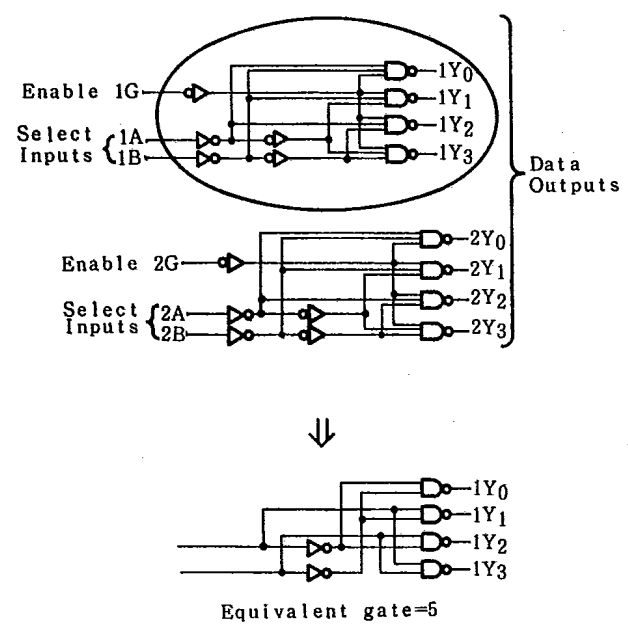 1Y0
Enable 1G
1Y1
Select
Inputs
1A
1B
1Y2
1Y3
Data
Outputs
2Y0
Enable 2G
2Y1
Select
Inputs
2A
2B
2Y2
2Y3
1Y0
1Y1
1Y2
1Y3
Equivalent gate=5